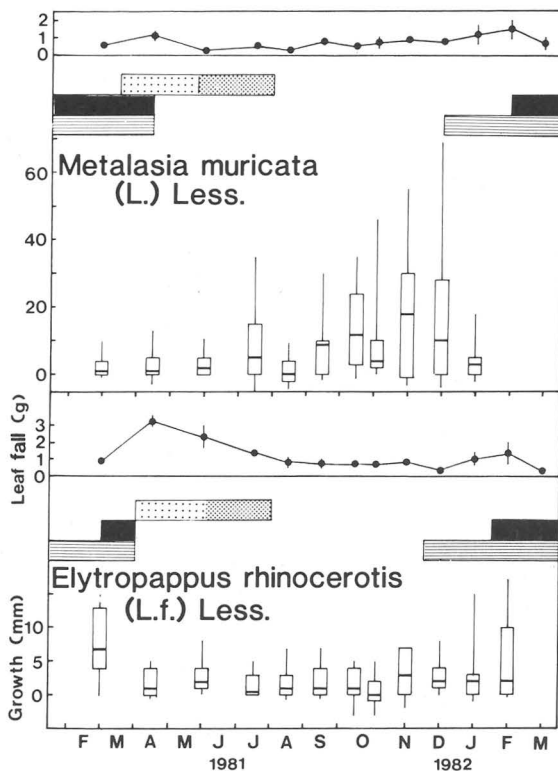 2
1
0
Metalasia muricata
(L.) Less.
60
40
20
0
Leaf fall (g)
3
2
1
0
Elytropappus rhinocerotis
(L.f.) Less.
Growth (mm)
10
5
0
F M A M J J A S O N D J F M
1981 1982